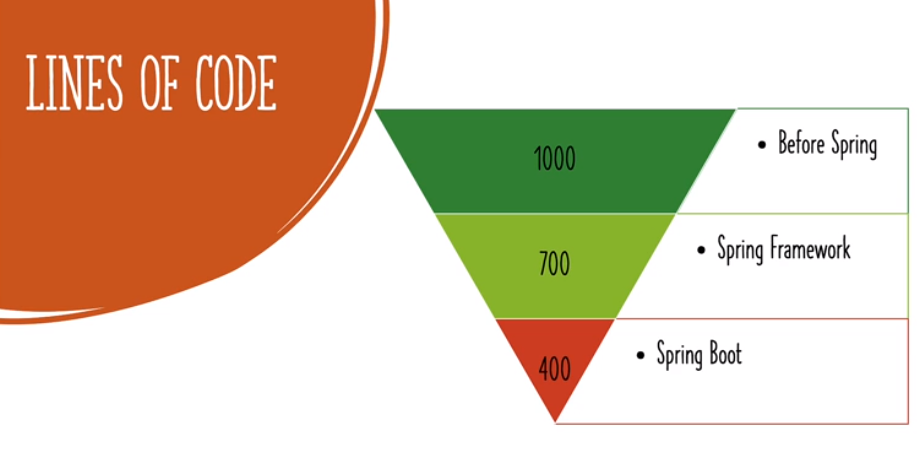 LINES OF CODE
1000
• Before Spring
700
• Spring Framework
400
• Spring Boot